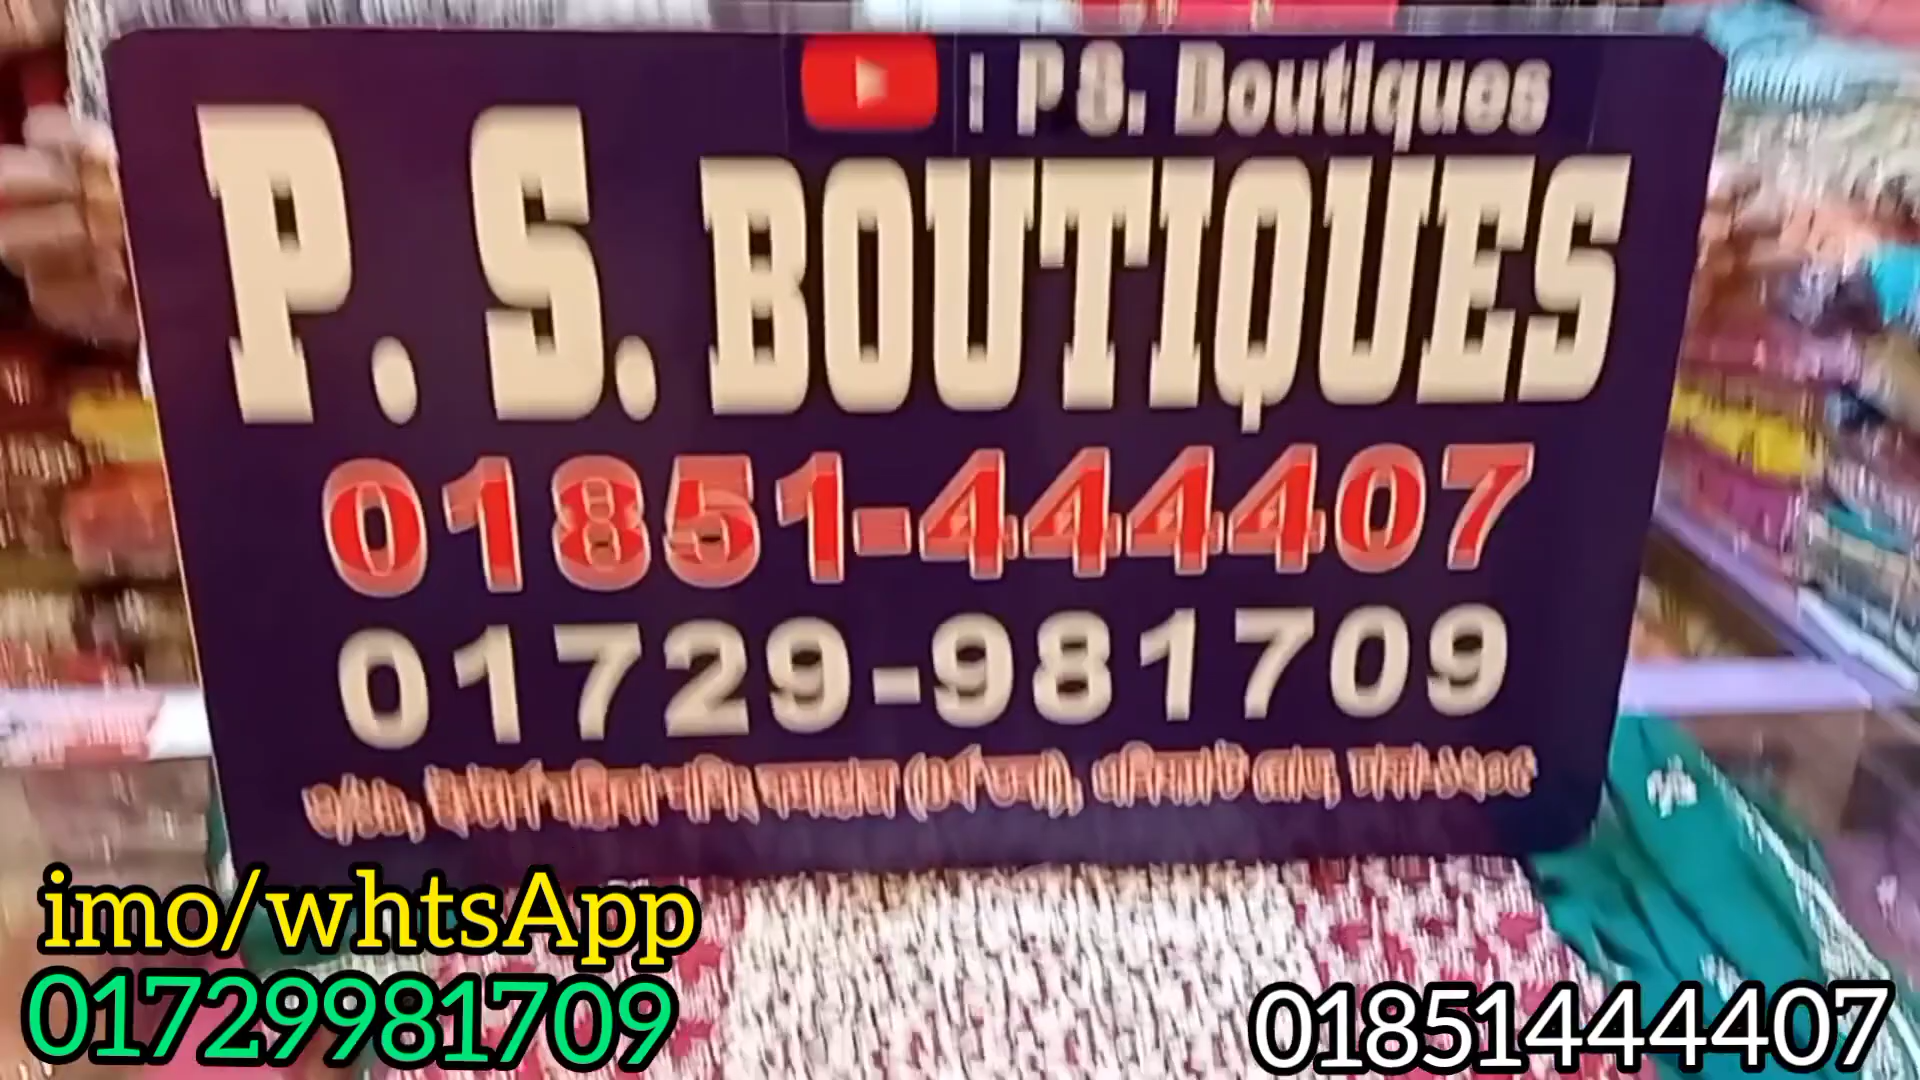 : P S. Boutiques
P. S. BOUTIQUES
01851-444407
01729-981709
imo/whtsApp
01729981709
01851444407